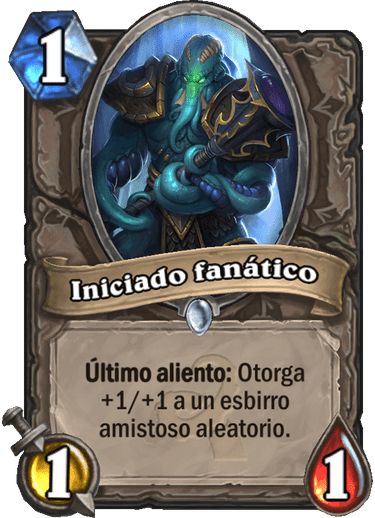 1
Iniciado fanático
Último aliento: Otorga
+1/+1 a un esbirro
amistoso aleatorio.
1
1